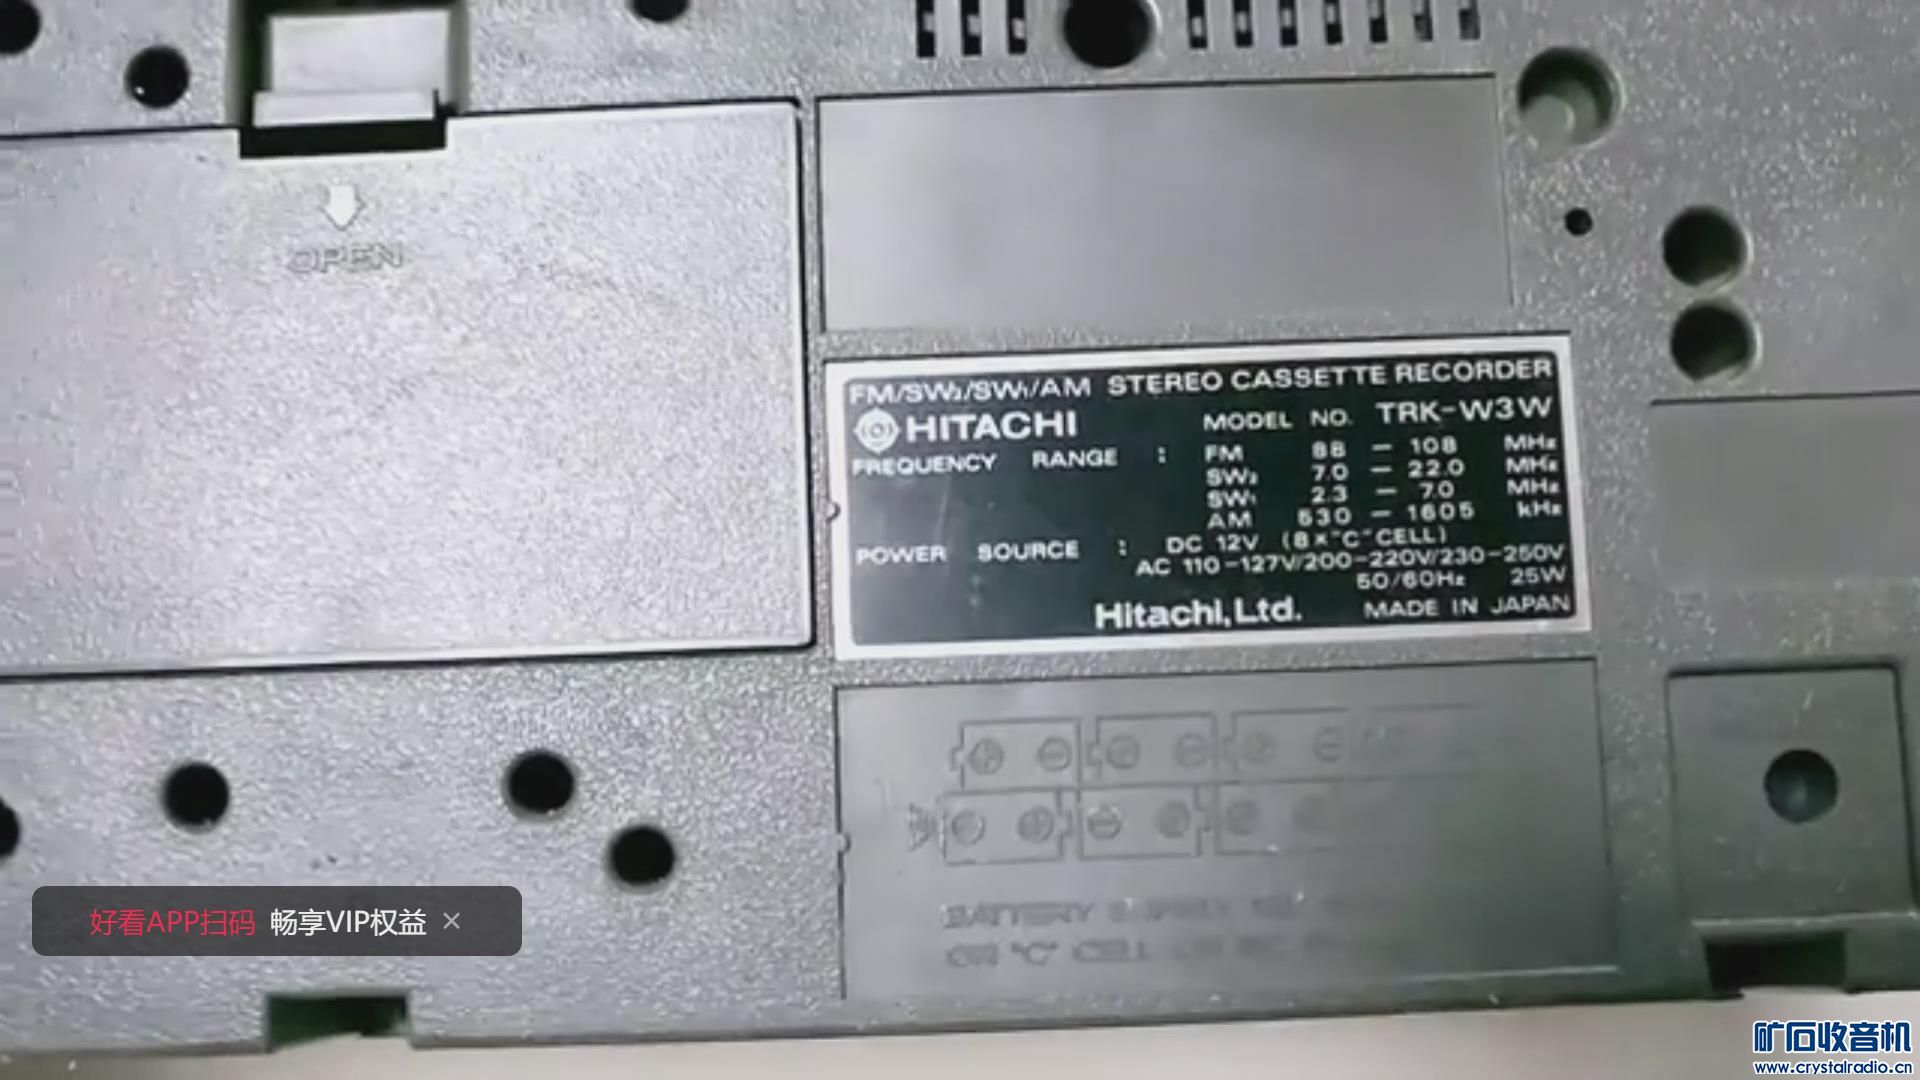 OPEN
FM/SW₂/SW₁/AM STEREO CASSETTE RECORDER
HITACHI MODEL NO. TRK-W3W
FREQUENCY RANGE : FM 88 - 108 MHz
SW₂ 7.0 - 22.0 MHz
SW₁ 2.3 - 7.0 MHz
AM 530 - 1605 kHz
POWER SOURCE : DC 12V (8×"C"CELL)
AC 110-127V/200-220V/230-250V
50/60Hz 25W
Hitachi, Ltd. MADE IN JAPAN
BATTERY
OR "C" CELL OR
好看APP扫码 畅享VIP权益 ×
矿石收音机
www.crystalradio.cn